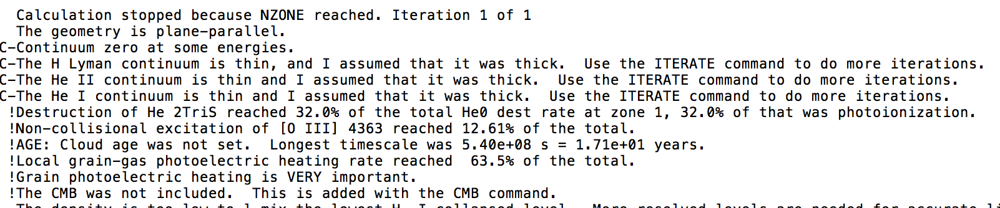 Calculation stopped because NZONE reached. Iteration 1 of 1
The geometry is plane-parallel.
C-Continuum zero at some energies.
C-The H Lyman continuum is thin, and I assumed that it was thick. Use the ITERATE command to do more iterations.
C-The He II continuum is thin and I assumed that it was thick. Use the ITERATE command to do more iterations.
C-The He I continuum is thin and I assumed that it was thick. Use the ITERATE command to do more iterations.
!Destruction of He 2TriS reached 32.0% of the total He0 dest rate at zone 1, 32.0% of that was photoionization.
!Non-collisional excitation of [O III] 4363 reached 12.61% of the total.
!AGE: Cloud age was not set. Longest timescale was 5.40e+08 s = 1.71e+01 years.
!Local grain-gas photoelectric heating rate reached 63.5% of the total.
!Grain photoelectric heating is VERY important.
!The CMB was not included. This is added with the CMB command.
The density is too low to l-mix the lowest H I collapsed level. More resolved levels are needed for accurate